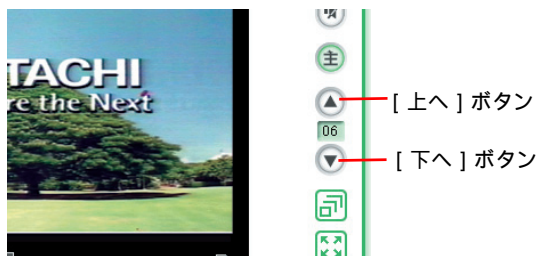 TACHI
re the Next
主
[ 上へ ] ボタン
06
[ 下へ ] ボタン